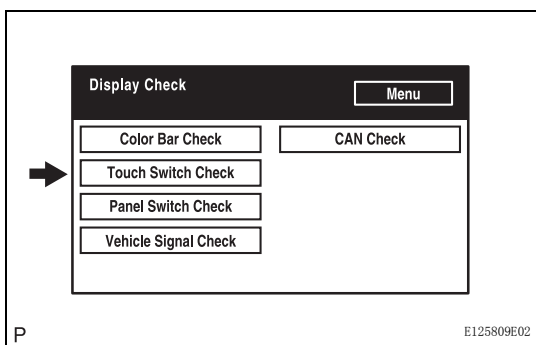 Display Check
Menu
Color Bar Check
CAN Check
Touch Switch Check
Panel Switch Check
Vehicle Signal Check
P
E125809E02